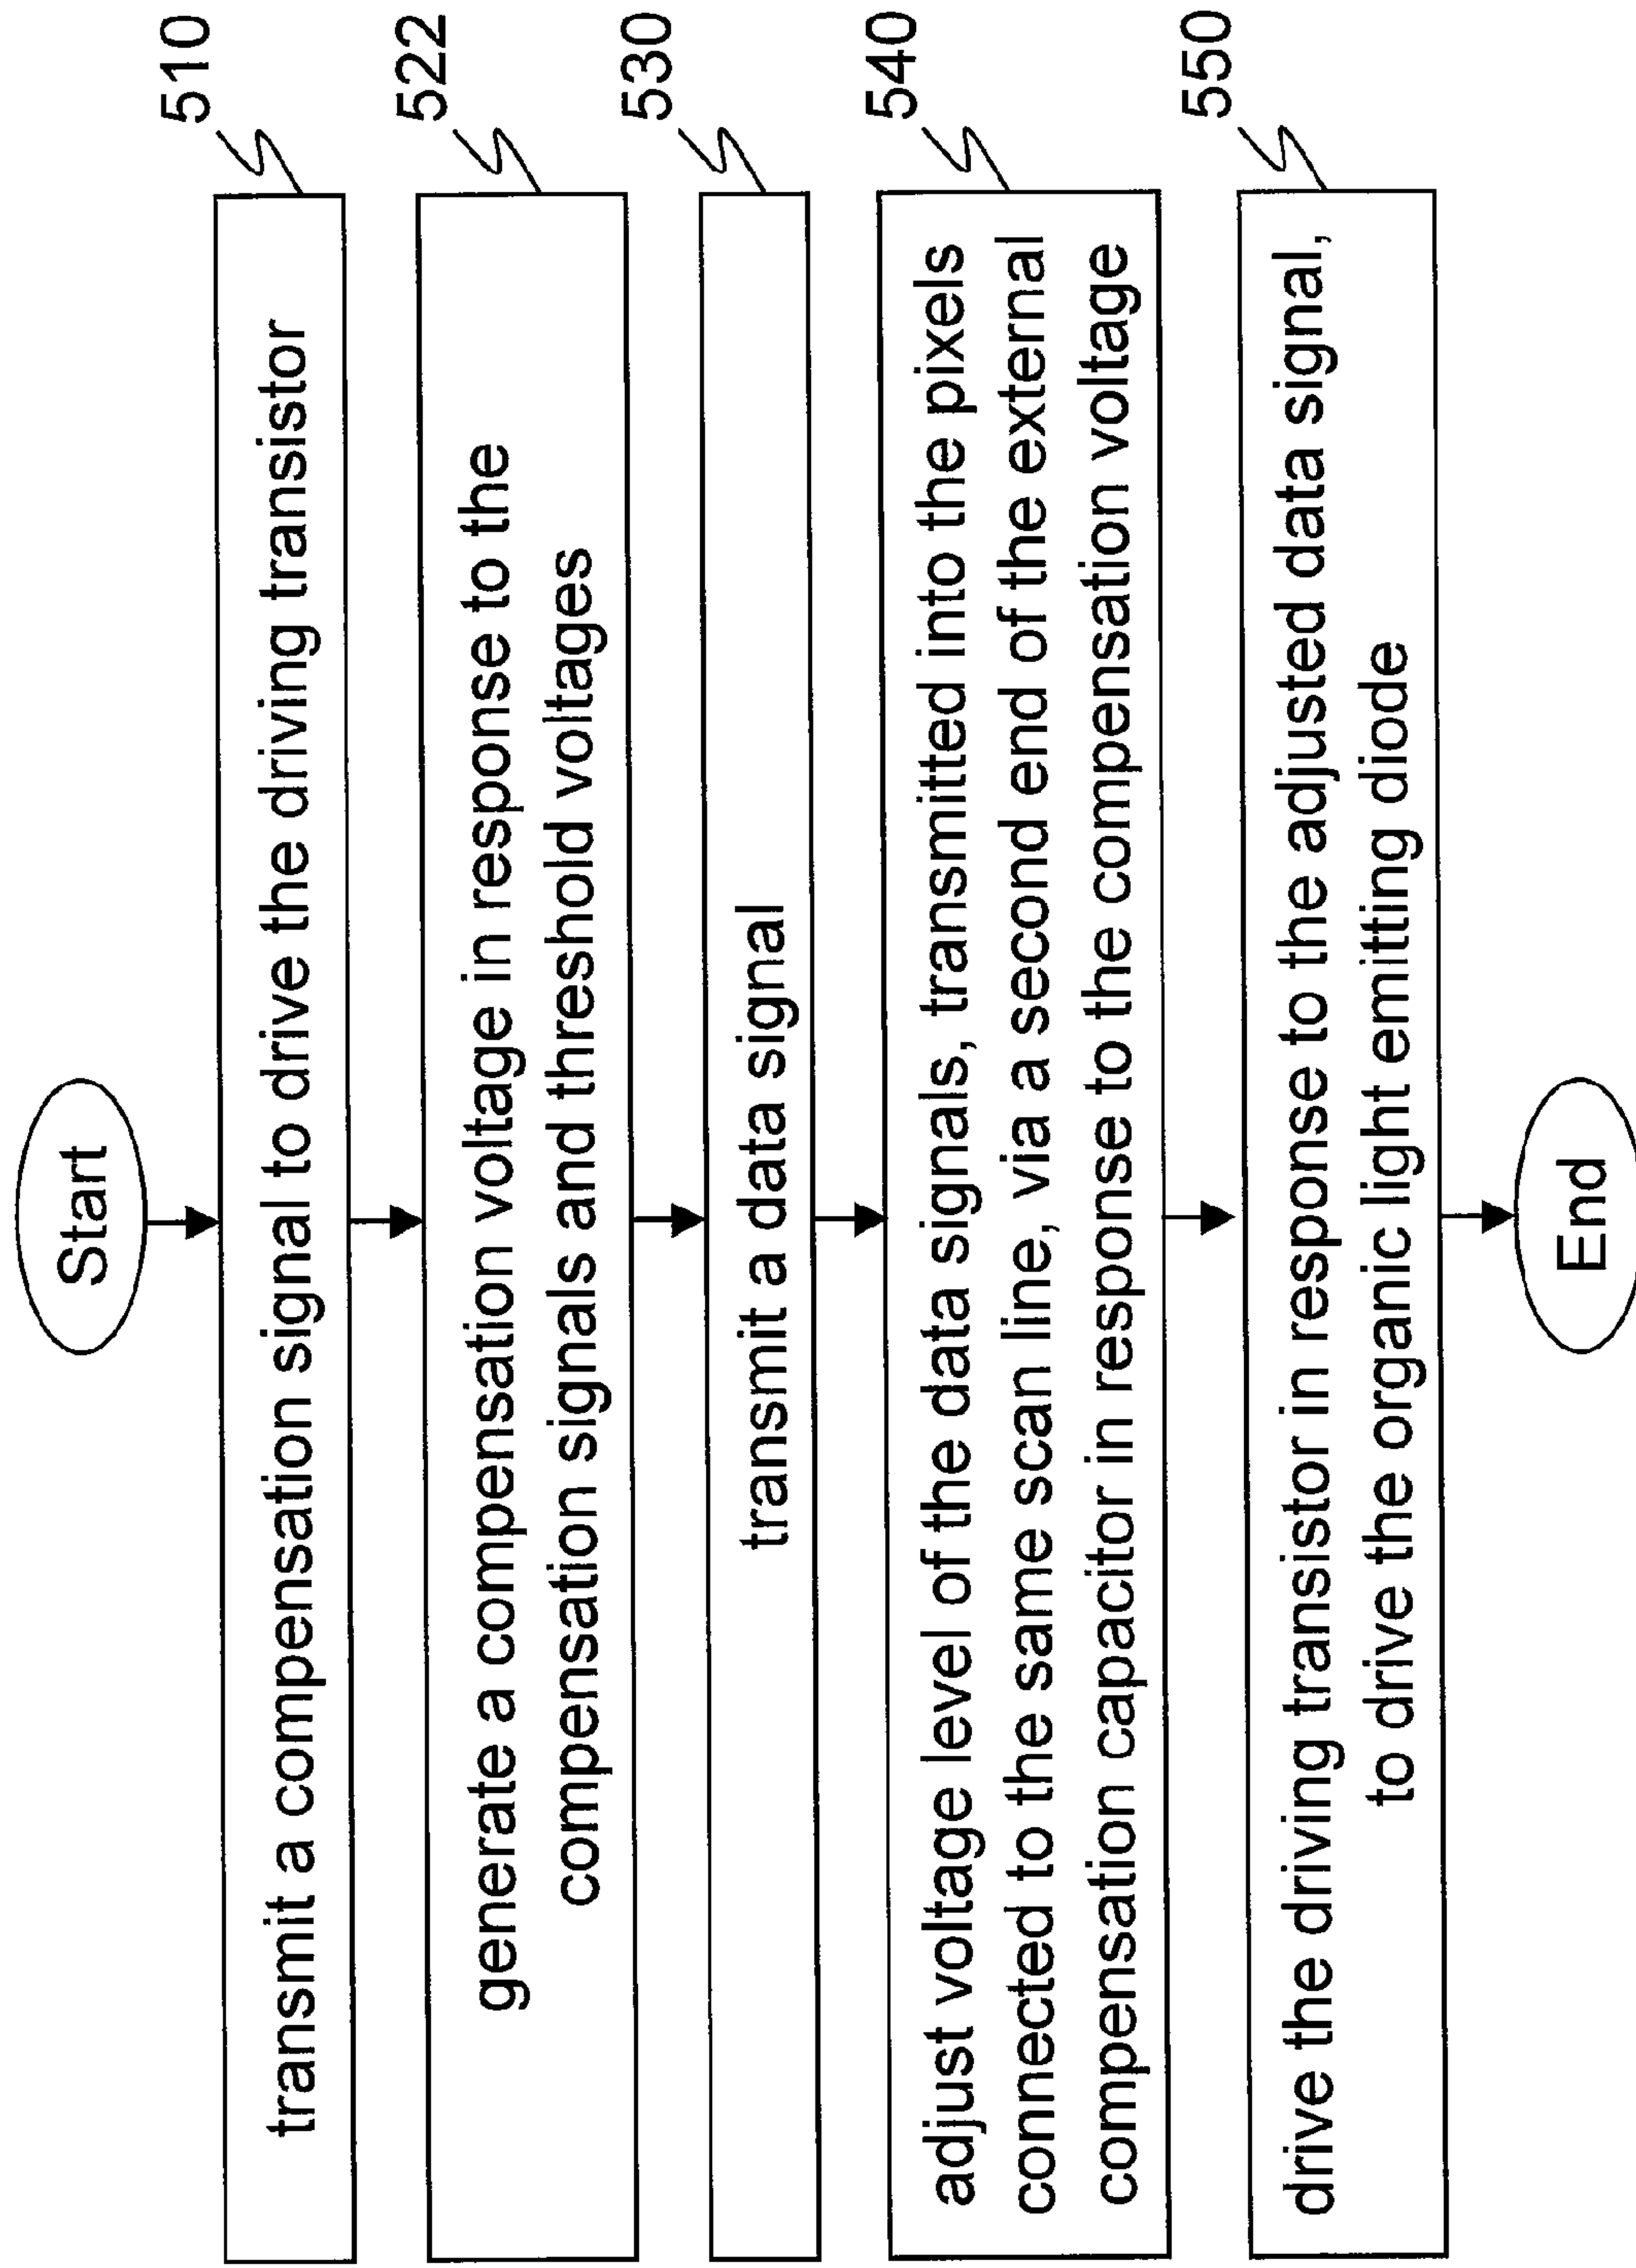 Start
510
transmit a compensation signal to drive the driving transistor
522
generate a compensation voltage in response to the
compensation signals and threshold voltages
530
transmit a data signal
540
adjust voltage level of the data signals, transmitted into the pixels
connected to the same scan line, via a second end of the external
compensation capacitor in response to the compensation voltage
550
drive the driving transistor in response to the adjusted data signal,
to drive the organic light emitting diode
End